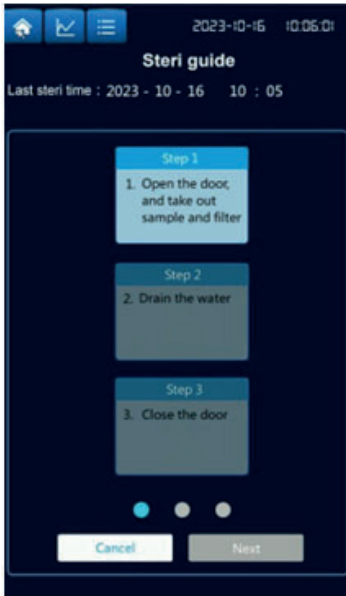 2023-10-16 10:06:01
Steri guide
Last steri time : 2023 - 10 - 16 10 : 05
Step 1
1. Open the door,
and take out
sample and filter
Step 2
2. Drain the water
Step 3
3. Close the door
Cancel Next